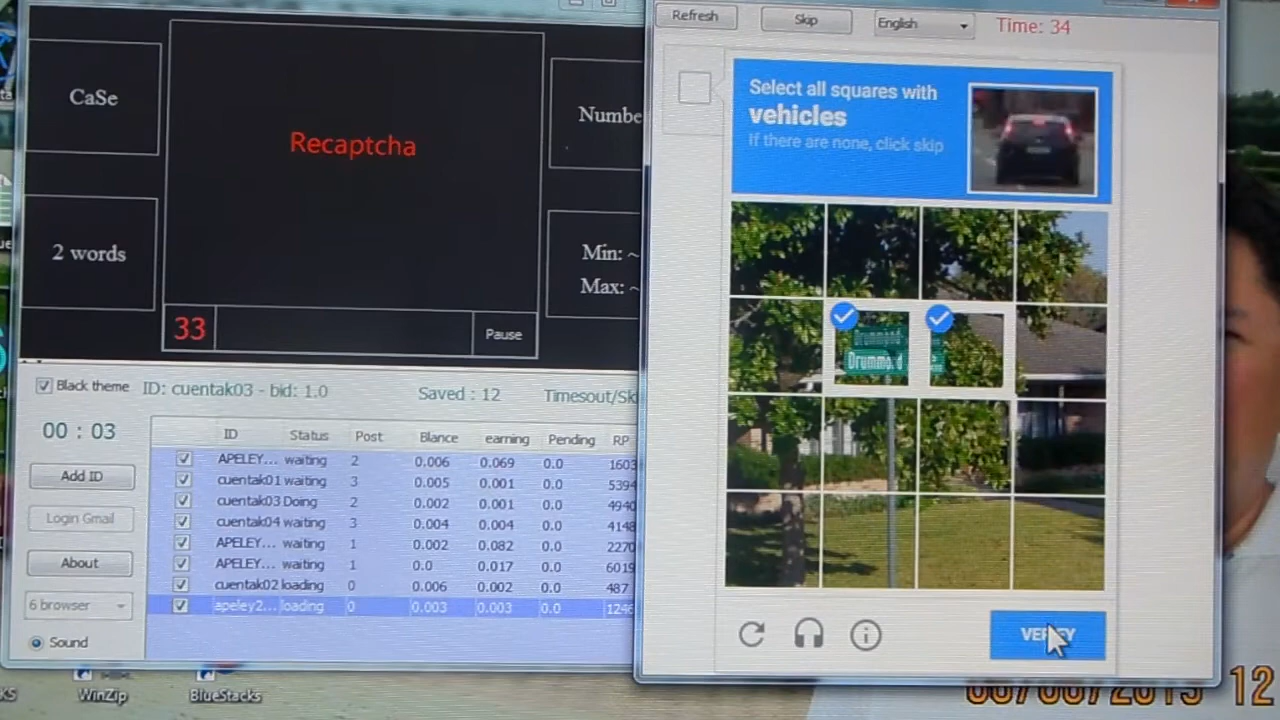 CaSe
Recaptcha
Numbe
2 words
Min: ~
Max: ~
33
Pause
Black theme
ID: cuentak03 - bid: 1.0
Saved : 12
Timesout/Sk
00 : 03
Add ID
Login Gmail
About
6 browser
Sound
ID Status Post Blance earning Pending RP
APELEY... waiting 2 0.006 0.069 0.0 1603
cuentak01 waiting 3 0.005 0.001 0.0 5394
cuentak03 Doing 2 0.002 0.001 0.0 4940
cuentak04 waiting 3 0.004 0.004 0.0 4148
APELEY... waiting 1 0.002 0.082 0.0 2270
APELEY... waiting 1 0.0 0.017 0.0 6019
cuentak02 loading 0 0.006 0.002 0.0 487
apeley2... loading 0 0.003 0.003 0.0 1246
WinZip
BlueStacks
Refresh
Skip
English
Time: 34
Select all squares with
vehicles
If there are none, click skip
Drummond
Drummond
VERIFY
12